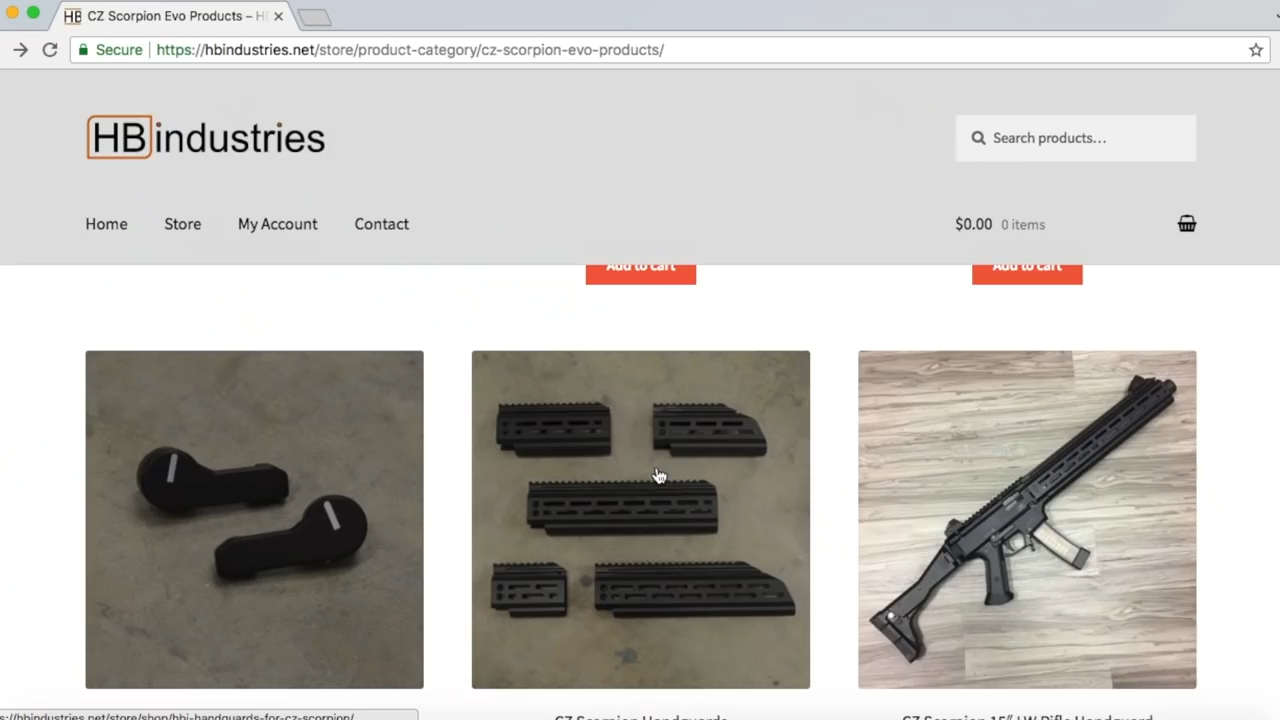 HB CZ Scorpion Evo Products – H
Secure https://hbindustries.net/store/product-category/cz-scorpion-evo-products/
HBindustries
Search products...
Home Store My Account Contact
$0.00 0 items
Add to cart Add to cart
CZ Scorpion Handguards CZ Scorpion 15" LW Rifle Handguard
s://hbindustries.net/store/shop/hbi-handguards-for-cz-scorpion/